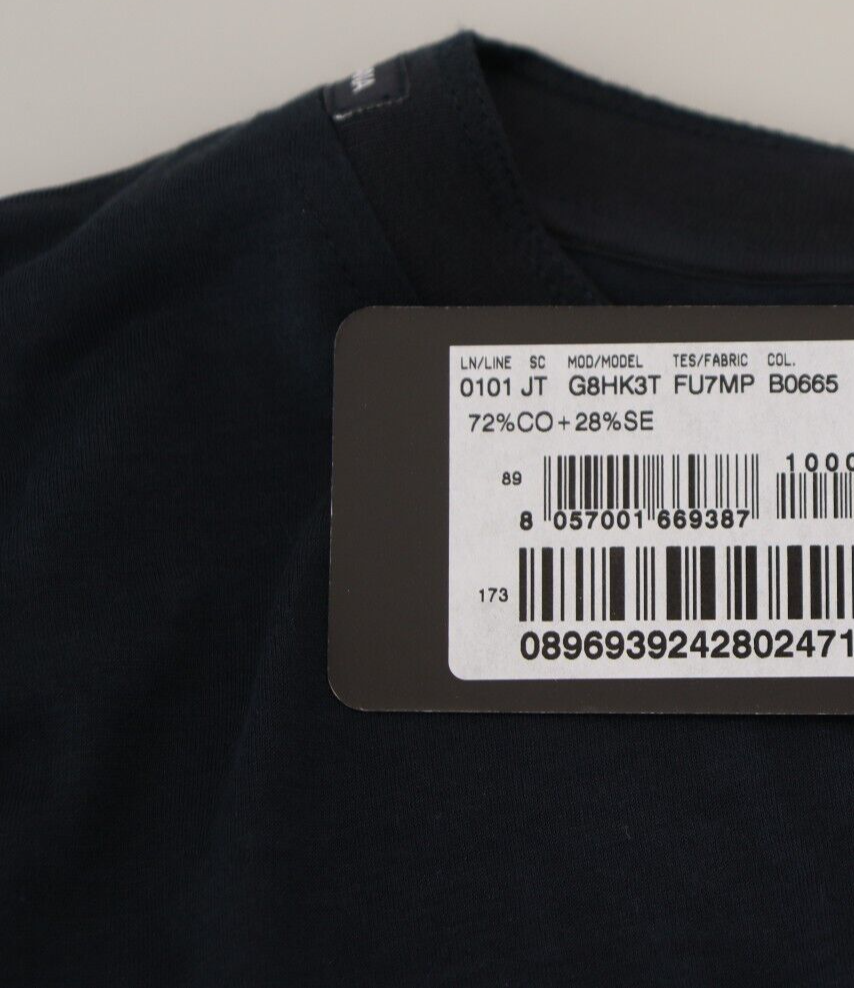 LN/LINE SC MOD/MODEL TES/FABRIC COL.
0101 JT G8HK3T FU7MP B0665
72%CO+28%SE
89
1000
8 057001 669387
173
0896939242802471